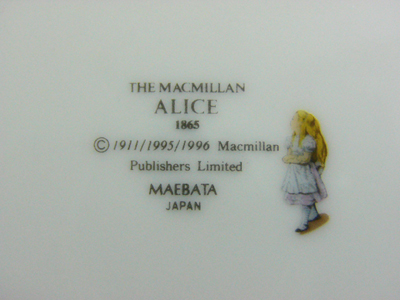 THE MACMILLAN
ALICE
1865
© 1911/1995/1996 Macmillan
Publishers Limited
MAEBATA
JAPAN